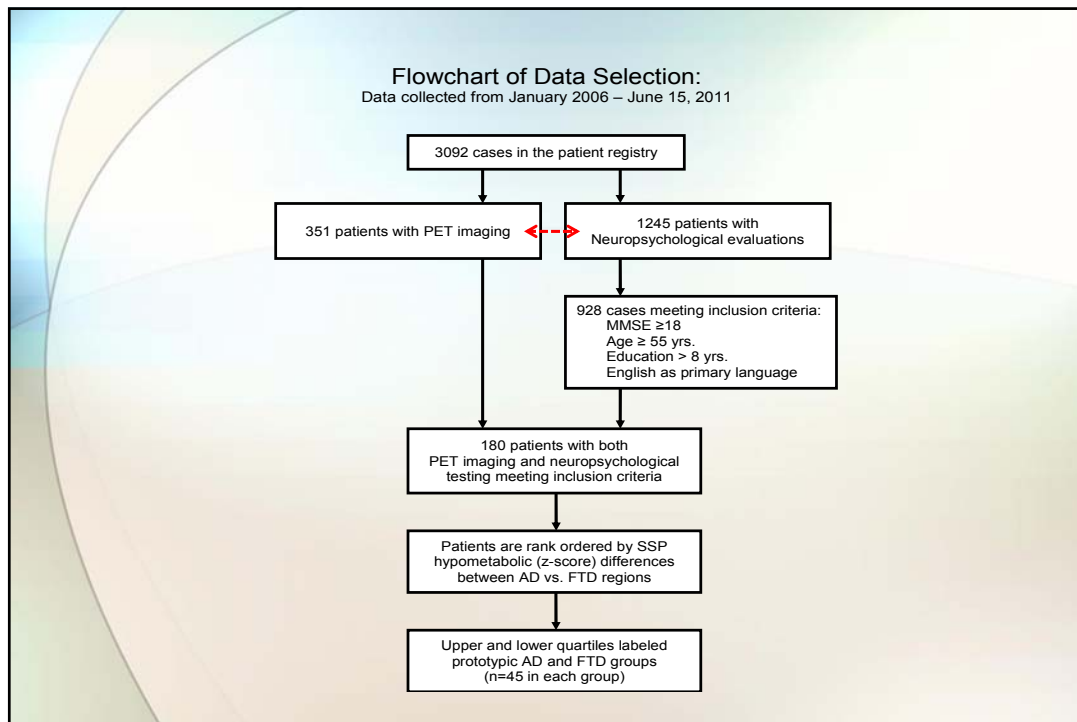 Flowchart of Data Selection:
Data collected from January 2006 – June 15, 2011
3092 cases in the patient registry
351 patients with PET imaging
1245 patients with
Neuropsychological evaluations
928 cases meeting inclusion criteria:
MMSE ≥18
Age ≥ 55 yrs.
Education > 8 yrs.
English as primary language
180 patients with both
PET imaging and neuropsychological
testing meeting inclusion criteria
Patients are rank ordered by SSP
hypometabolic (z-score) differences
between AD vs. FTD regions
Upper and lower quartiles labeled
prototypic AD and FTD groups
(n=45 in each group)